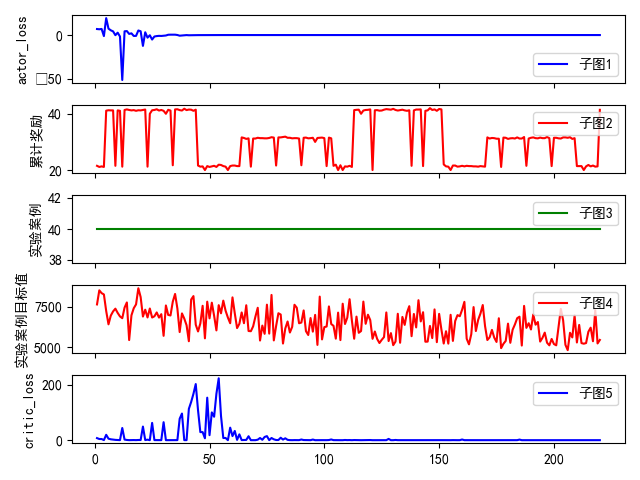 actor_loss
0
□50
子图1
累计奖励
40
20
子图2
实验案例
42
40
38
子图3
实验案例目标值
7500
5000
子图4
critic_loss
200
0
子图5
0 50 100 150 200